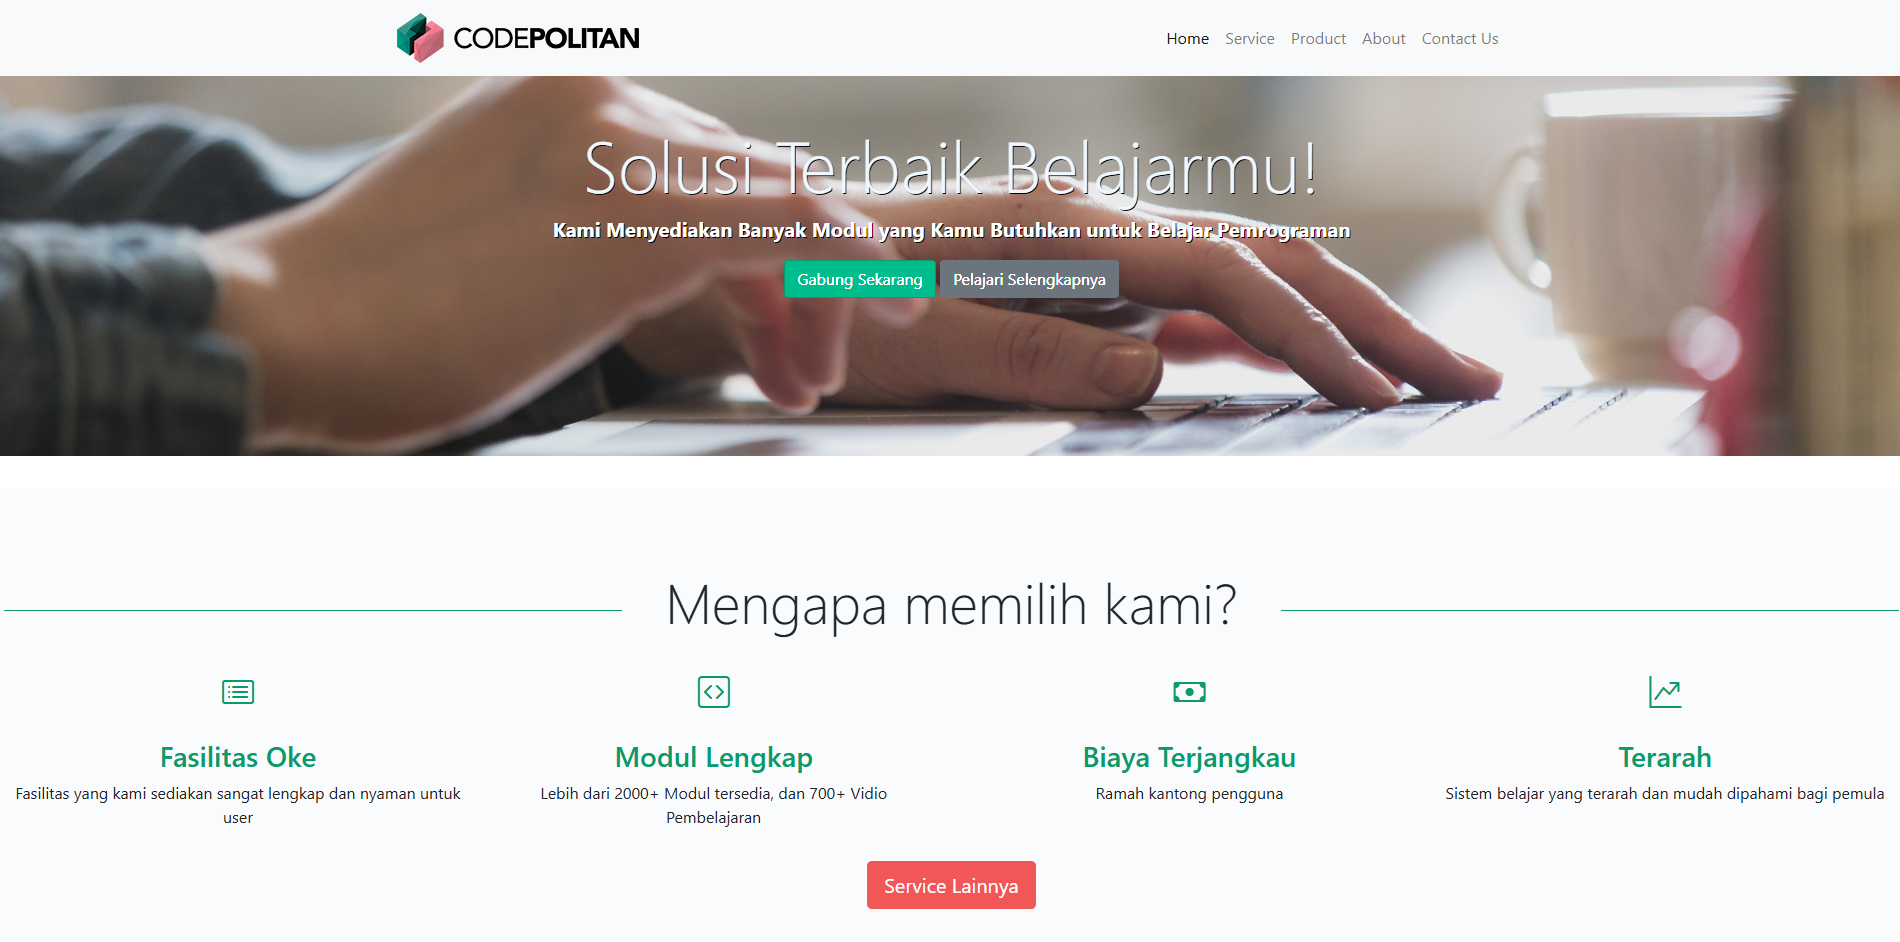 CODEPOLITAN
Home Service Product About Contact Us
Solusi Terbaik Belajarmu!
Kami Menyediakan Banyak Modul yang Kamu Butuhkan untuk Belajar Pemrograman
Gabung Sekarang Pelajari Selengkapnya
Mengapa memilih kami?
Fasilitas Oke
Fasilitas yang kami sediakan sangat lengkap dan nyaman untuk
user
Modul Lengkap
Lebih dari 2000+ Modul tersedia, dan 700+ Vidio
Pembelajaran
Biaya Terjangkau
Ramah kantong pengguna
Terarah
Sistem belajar yang terarah dan mudah dipahami bagi pemula
Service Lainnya